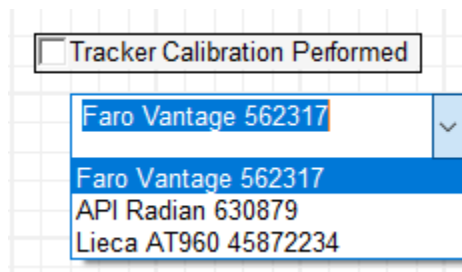 Tracker Calibration Performed
Faro Vantage 562317
Faro Vantage 562317
API Radian 630879
Lieca AT960 45872234